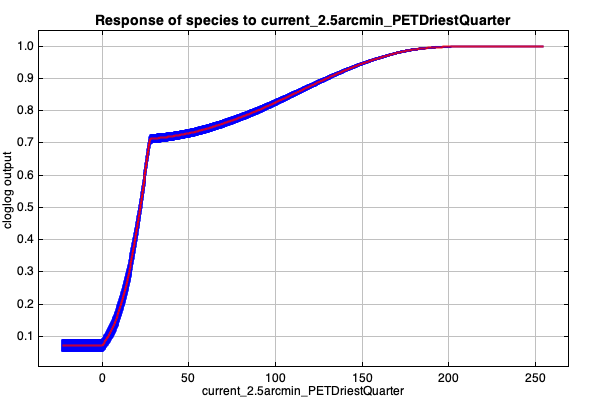 Response of species to current_2.5arcmin_PETDriestQuarter
1.0
0.9
0.8
0.7
0.6
0.5
0.4
0.3
0.2
0.1
cloglog output
0 50 100 150 200 250
current_2.5arcmin_PETDriestQuarter